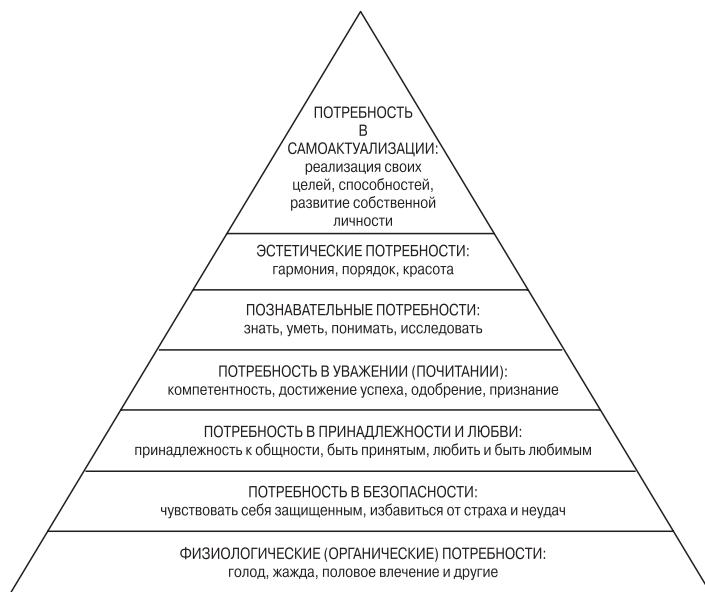 ПОТРЕБНОСТЬ
В
САМОАКТУАЛИЗАЦИИ:
реализация своих
целей, способностей,
развитие собственной
личности
ЭСТЕТИЧЕСКИЕ ПОТРЕБНОСТИ:
гармония, порядок, красота
ПОЗНАВАТЕЛЬНЫЕ ПОТРЕБНОСТИ:
знать, уметь, понимать, исследовать
ПОТРЕБНОСТЬ В УВАЖЕНИИ (ПОЧИТАНИИ):
компетентность, достижение успеха, одобрение, признание
ПОТРЕБНОСТЬ В ПРИНАДЛЕЖНОСТИ И ЛЮБВИ:
принадлежность к общности, быть принятым, любить и быть любимым
ПОТРЕБНОСТЬ В БЕЗОПАСНОСТИ:
чувствовать себя защищенным, избавиться от страха и неудач
ФИЗИОЛОГИЧЕСКИЕ (ОРГАНИЧЕСКИЕ) ПОТРЕБНОСТИ:
голод, жажда, половое влечение и другие